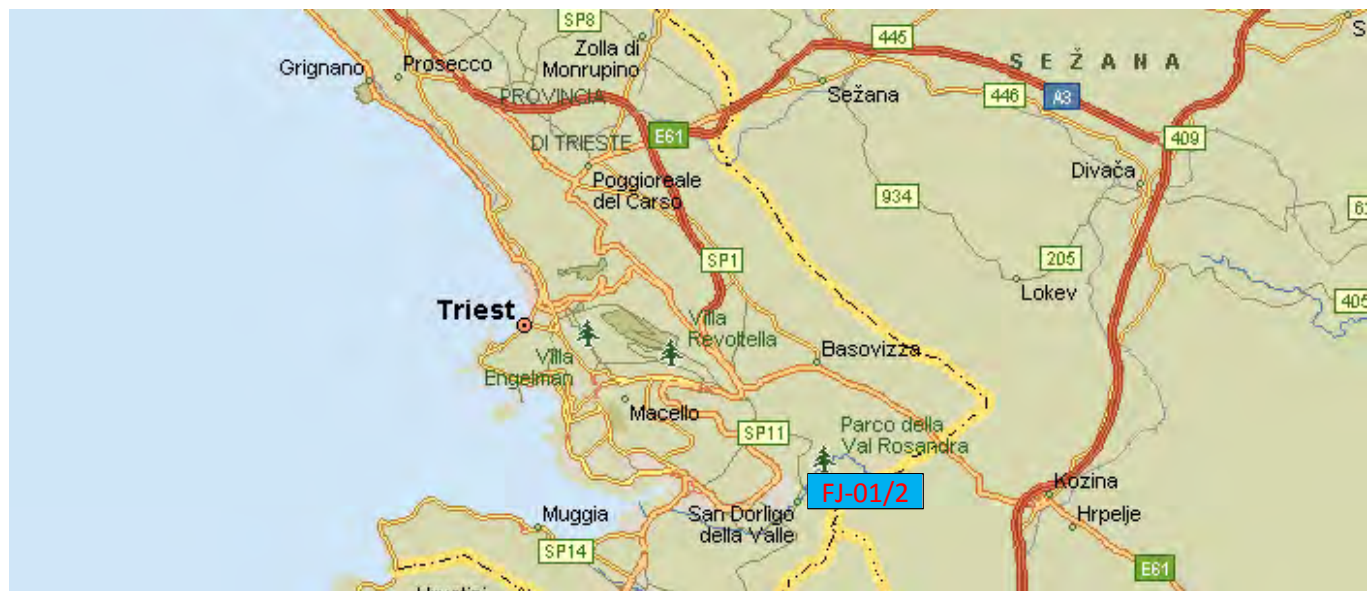 SP8
445
Zolla di
Monrupino
SEŽANA
Grignano
Prosecco
Sežana
446
A3
PROVINCIA
DI TRIESTE
E61
409
Poggioreale
del Carso
Divača
934
SP1
205
Lokev
405
Triest
Villa
Revoltella
Villa
Engelman
Basovizza
Macello
SP11
Parco della
Val Rosandra
FJ-01/2
Kozina
San Dorligo
della Valle
Muggia
Hrpelje
SP14
E61